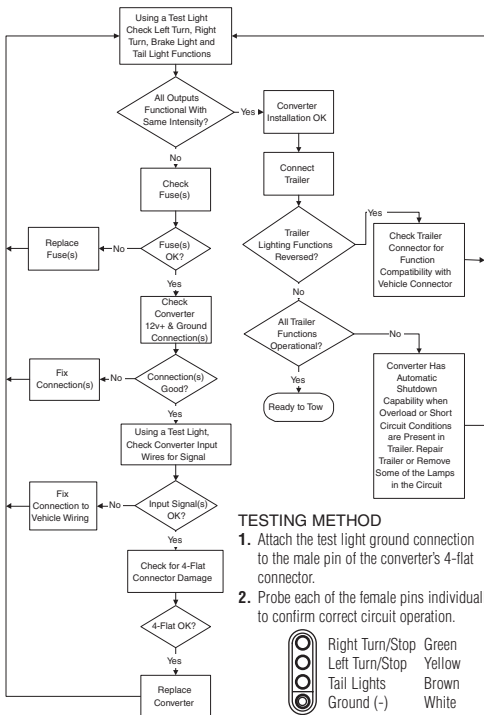 Using a Test Light
Check Left Turn, Right
Turn, Brake Light and
Tail Light Functions
All Outputs
Functional With
Same Intensity?
Yes
Converter
Installation OK
No
Check
Fuse(s)
Connect
Trailer
Replace
Fuse(s)
No
Fuse(s)
OK?
Trailer
Lighting Functions
Reversed?
Yes
Check Trailer
Connector for
Function
Compatibility with
Vehicle Connector
Yes
No
Check
Converter
12v+ & Ground
Connection(s)
All Trailer
Functions
Operational?
No
Fix
Connection(s)
No
Connection(s)
Good?
Yes
Ready to Tow
Converter Has
Automatic
Shutdown
Capability when
Overload or Short
Circuit Conditions
are Present in
Trailer. Repair
Trailer or Remove
Some of the Lamps
in the Circuit
Yes
Using a Test Light,
Check Converter Input
Wires for Signal
Fix
Connection to
Vehicle Wiring
No
Input Signal(s)
OK?
Yes
Check for 4-Flat
Connector Damage
4-Flat OK?
Yes
Replace
Converter
TESTING METHOD
1. Attach the test light ground connection
to the male pin of the converter's 4-flat
connector.
2. Probe each of the female pins individual
to confirm correct circuit operation.
Right Turn/Stop Green
Left Turn/Stop Yellow
Tail Lights Brown
Ground (-) White